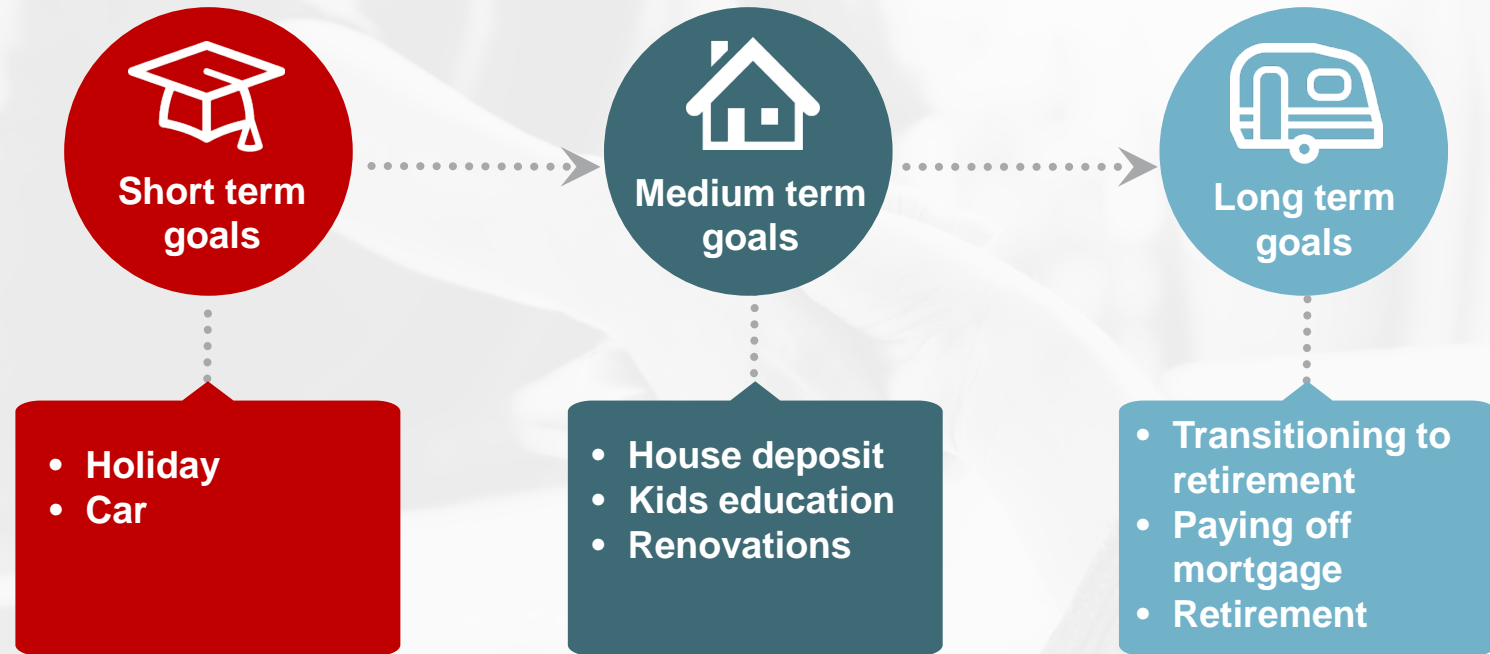 Short term
goals
Medium term
goals
Long term
goals
• Holiday
• Car
• House deposit
• Kids education
• Renovations
• Transitioning to
retirement
• Paying off
mortgage
• Retirement